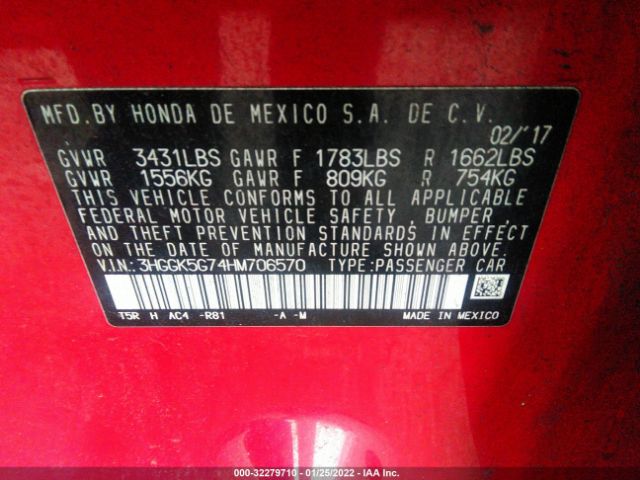 MFD.BY HONDA DE MEXICO S.A. DE C.V.
02/'17
GVWR 3431LBS GAWR F 1783LBS R 1662LBS
GVWR 1556KG GAWR F 809KG R 754KG
THIS VEHICLE CONFORMS TO ALL APPLICABLE
FEDERAL MOTOR VEHICLE SAFETY , BUMPER ,
AND THEFT PREVENTION STANDARDS IN EFFECT
ON THE DATE OF MANUFACTURE SHOWN ABOVE.
V.I.N.: 3HGGK5G74HM706570 TYPE:PASSENGER CAR
T5R H AC4 -R81 -A -M MADE IN MEXICO
000-32279710 - 01/25/2022 - IAA Inc.